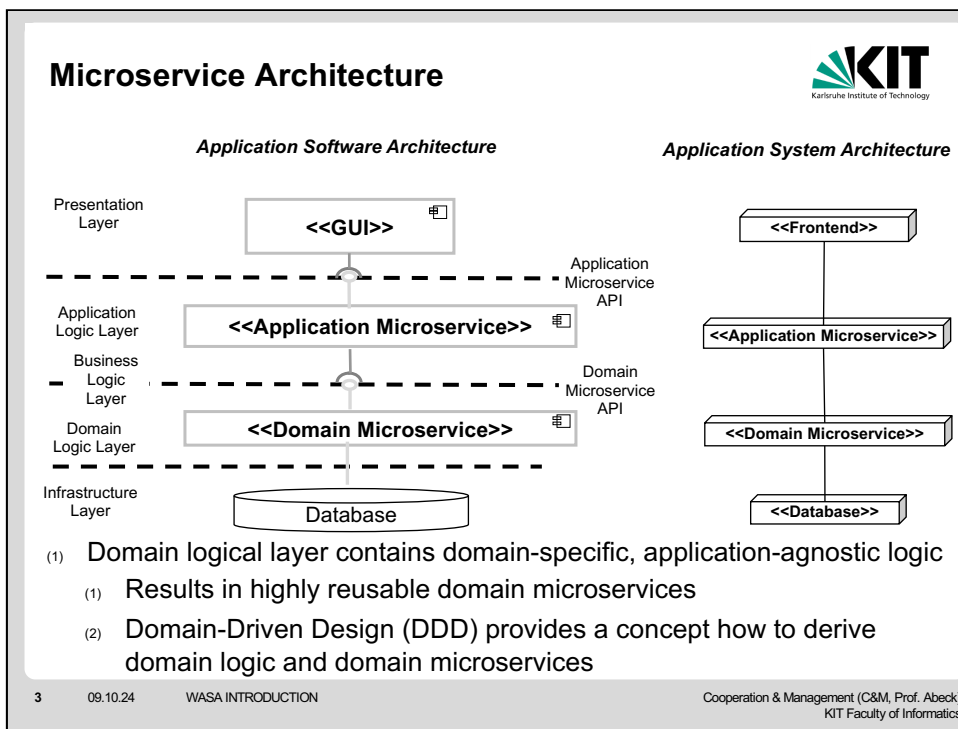 Microservice Architecture
KIT
Karlsruhe Institute of Technology
Application Software Architecture
Application System Architecture
Presentation
Layer
<<GUI>>
<<Frontend>>
Application
Microservice
API
Application
Logic Layer
<<Application Microservice>>
<<Application Microservice>>
Business
Logic
Layer
Domain
Microservice
API
Domain
Logic Layer
<<Domain Microservice>>
<<Domain Microservice>>
Infrastructure
Layer
Database
<<Database>>
(1) Domain logical layer contains domain-specific, application-agnostic logic
(1) Results in highly reusable domain microservices
(2) Domain-Driven Design (DDD) provides a concept how to derive
domain logic and domain microservices
3 09.10.24 WASA INTRODUCTION
Cooperation & Management (C&M, Prof. Abeck)
KIT Faculty of Informatics